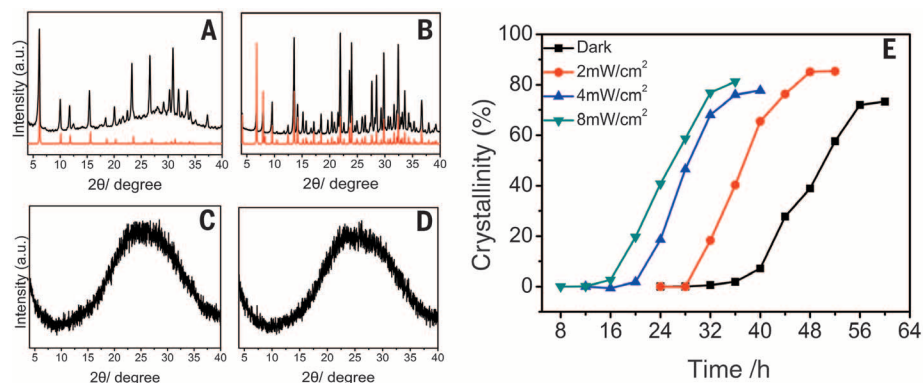 A
Intensity (a.u.)
5 10 15 20 25 30 35 40
2θ/ degree
B
5 10 15 20 25 30 35 40
2θ/ degree
C
Intensity (a.u.)
5 10 15 20 25 30 35 40
2θ/ degree
D
5 10 15 20 25 30 35 40
2θ/ degree
E
Dark
2mW/cm²
4mW/cm²
8mW/cm²
Crystallinity (%)
100
80
60
40
20
0
8 16 24 32 40 48 56 64
Time /h